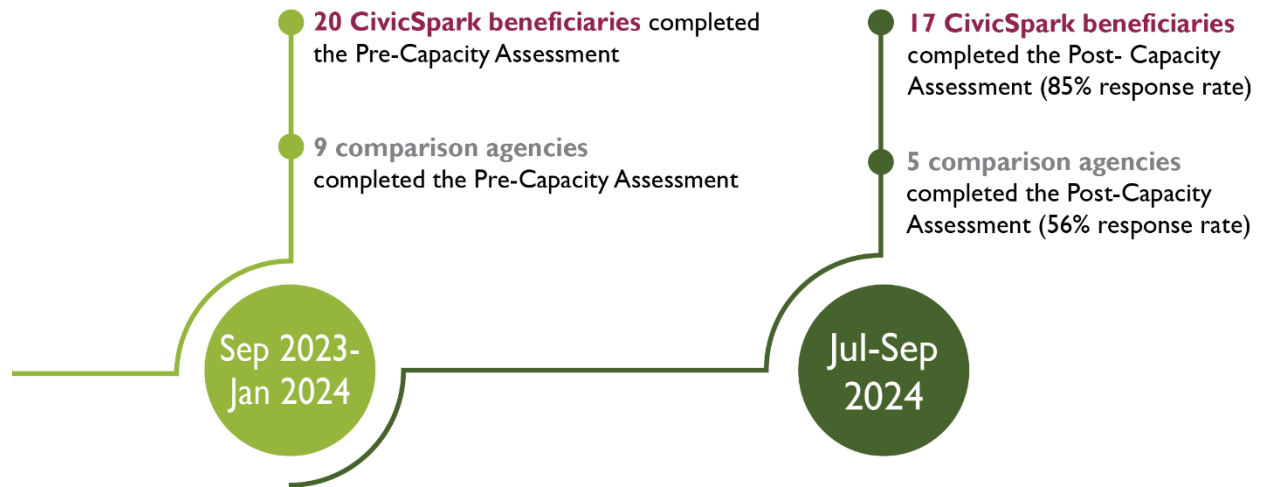 20 CivicSpark beneficiaries completed
the Pre-Capacity Assessment
9 comparison agencies
completed the Pre-Capacity Assessment
Sep 2023-
Jan 2024
17 CivicSpark beneficiaries
completed the Post- Capacity
Assessment (85% response rate)
5 comparison agencies
completed the Post-Capacity
Assessment (56% response rate)
Jul-Sep
2024